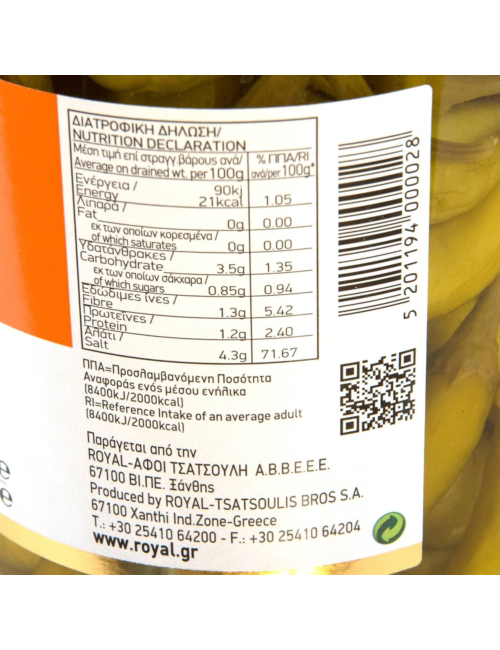 ΔΙΑΤΡΟΦΙΚΗ ΔΗΛΩΣΗ/
NUTRITION DECLARATION
Μέση τιμή επί στραγγ.βάρους ανά/ % ΠΠΑ/RI
Average on drained wt. per 100g ανά/per 100g*
Ενέργεια / 90kj
Energy 21kcal 1.05
Λιπαρά /
Fat 0g 0.00
εκ των οποίων κορεσμένα /
of which saturates 0g 0.00
Υδατάνθρακες /
Carbohydrate 3.5g 1.35
εκ των οποίων σάκχαρα /
of which sugars 0.85g 0.94
Εδώδιμες ίνες /
Fibre 1.3g 5.42
Πρωτεΐνες /
Protein 1.2g 2.40
Αλάτι /
Salt 4.3g 71.67
ΠΠΑ=Προσλαμβανόμενη Ποσότητα
Αναφοράς ενός μέσου ενήλικα
(8400kJ/2000kcal)
RI=Reference Intake of an average adult
(8400kJ/2000kcal)
Παράγεται από την
ROYAL-ΑΦΟΙ ΤΣΑΤΣΟΥΛΗ Α.Β.Β.Ε.Ε.Ε.
67100 ΒΙ.ΠΕ. Ξάνθης
Produced by ROYAL-TSATSOULIS BROS S.A.
67100 Xanthi Ind.Zone-Greece
Τ.: +30 25410 64200 - F.: +30 25410 64204
www.royal.gr
5 201194 000028
e
e